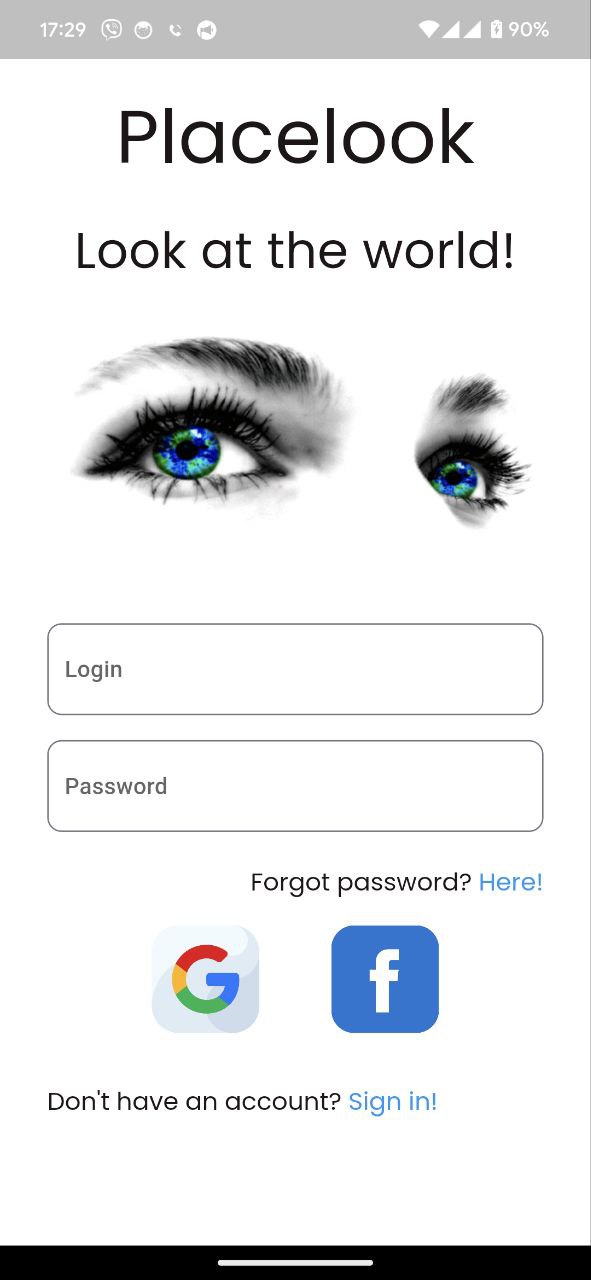 17:29 90%
Placelook
Look at the world!
Login
Password
Forgot password? Here!
G f
Don't have an account? Sign in!